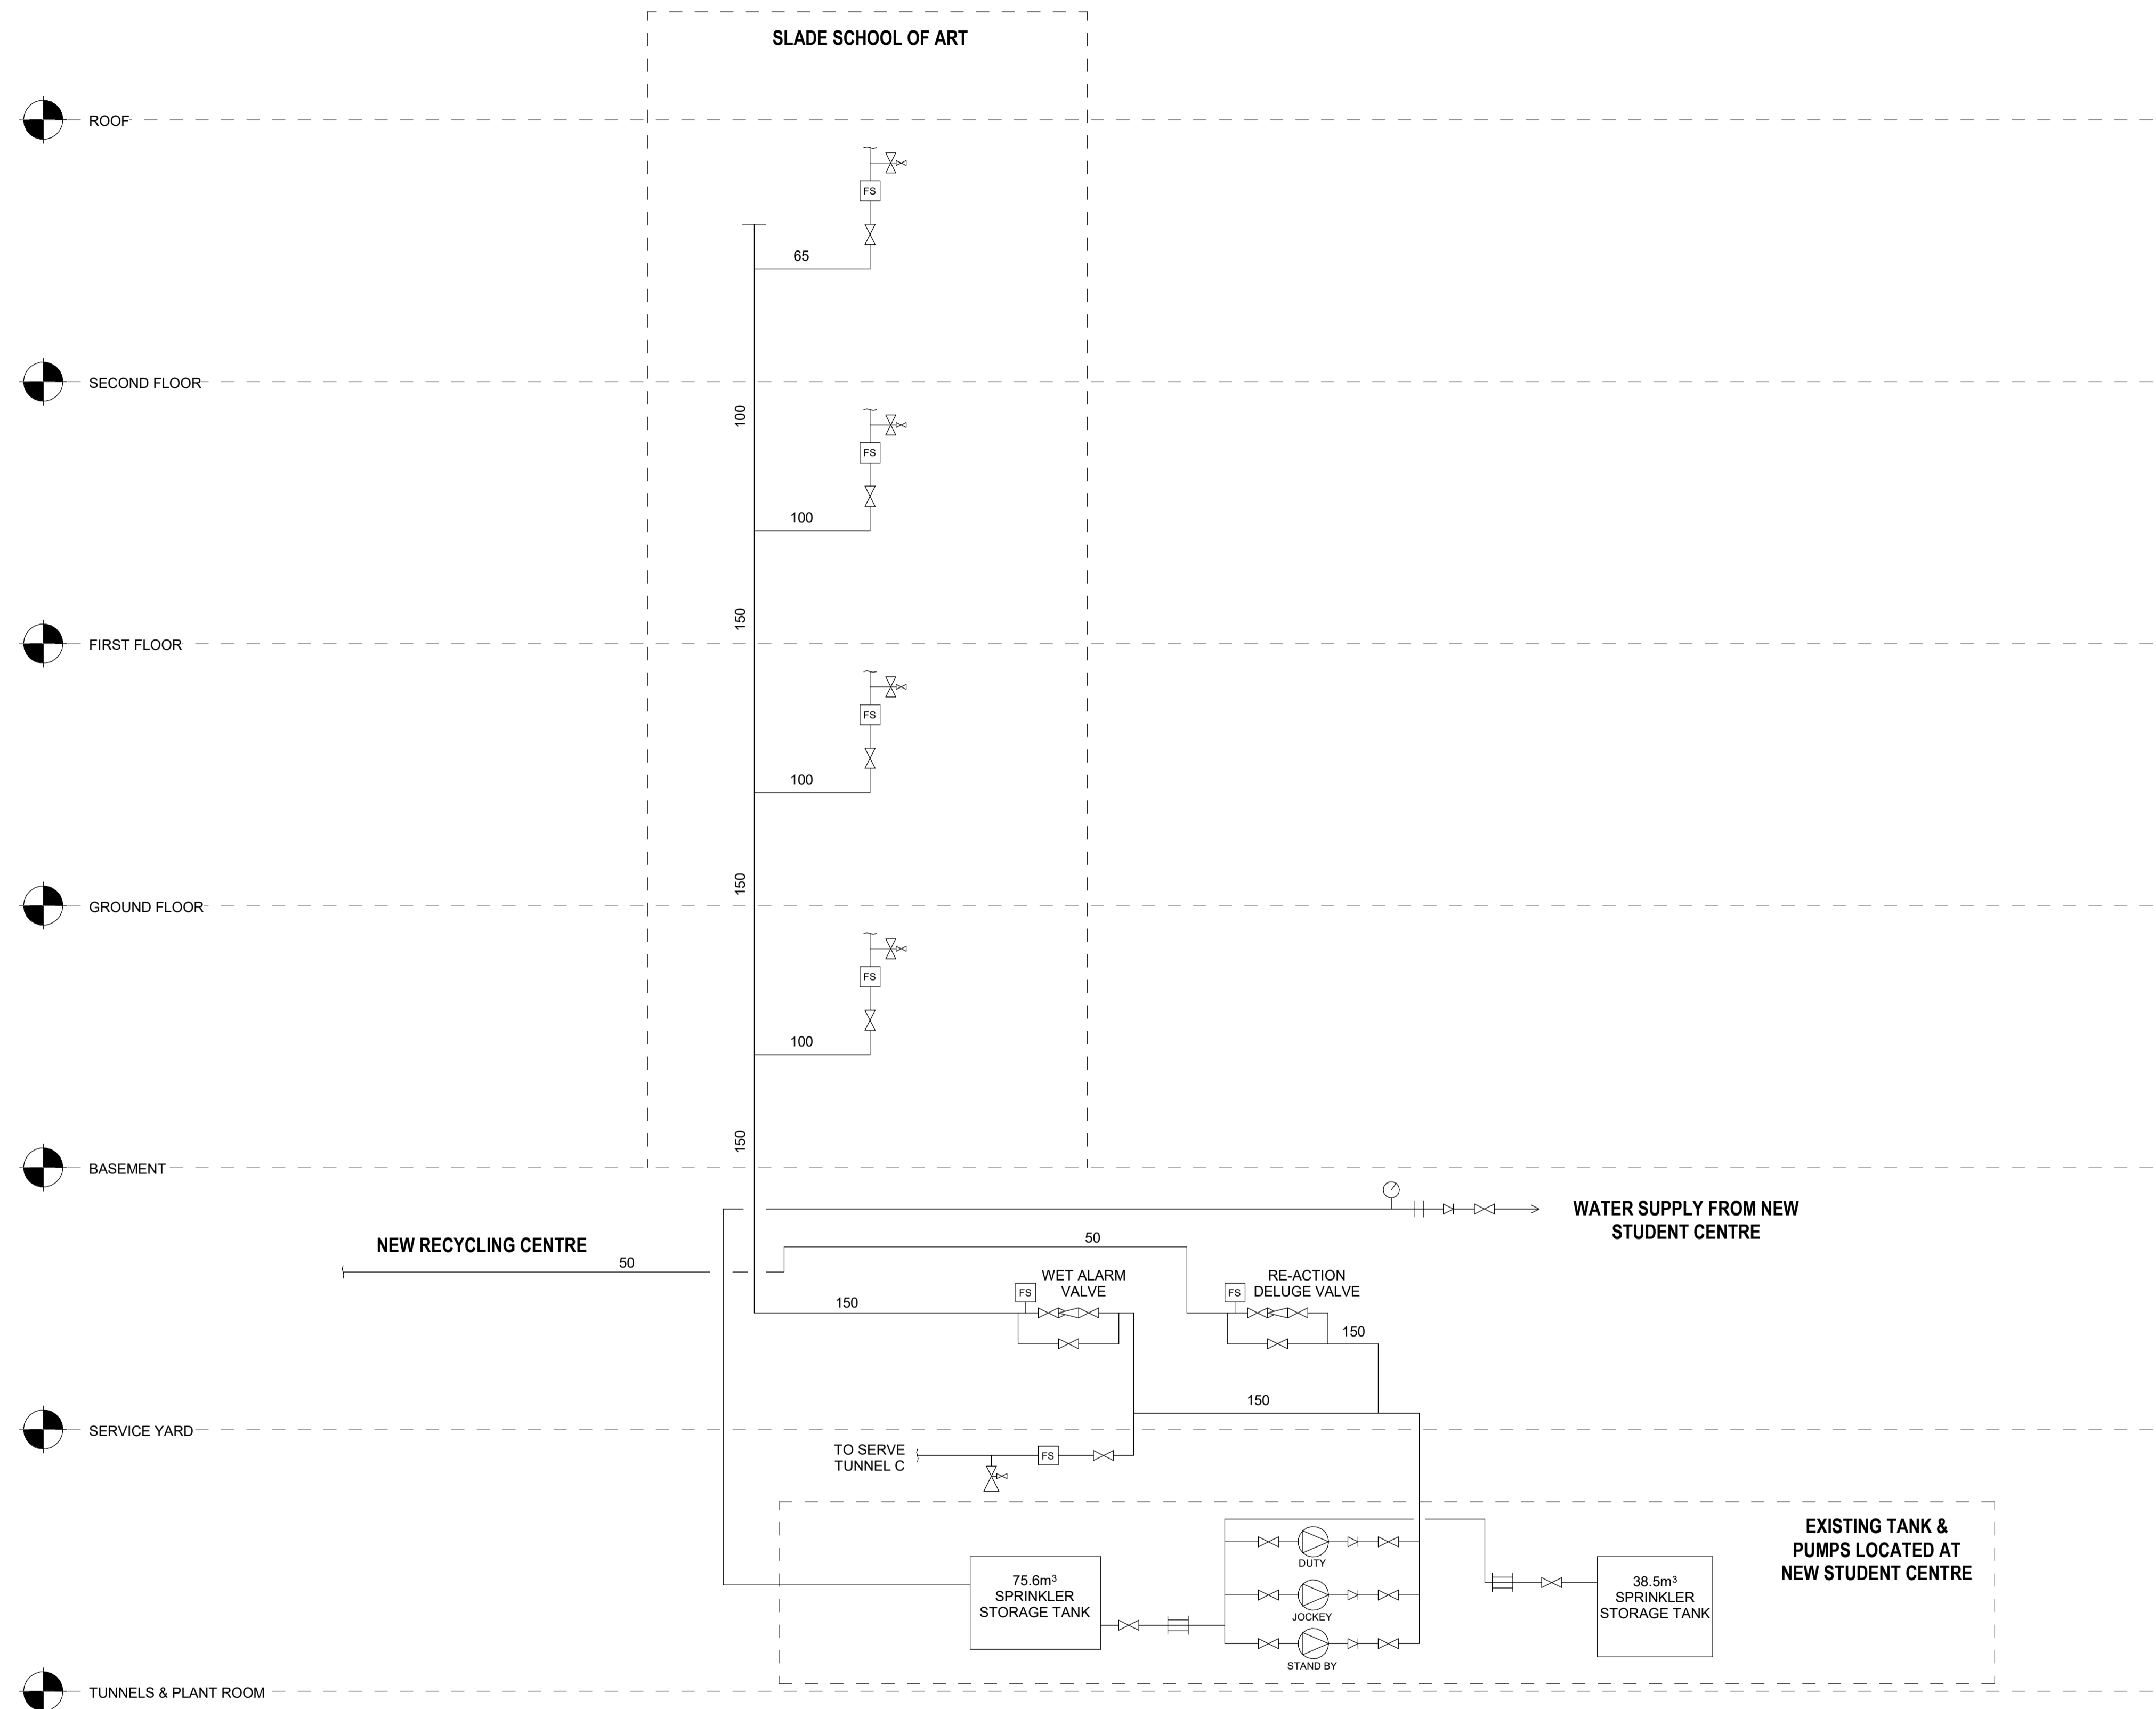 SLADE SCHOOL OF ART
ROOF
FS
65
SECOND FLOOR
100
FS
100
150
FIRST FLOOR
FS
100
150
GROUND FLOOR
FS
100
150
BASEMENT
WATER SUPPLY FROM NEW
STUDENT CENTRE
NEW RECYCLING CENTRE
50
50
WET ALARM
VALVE
FS
RE-ACTION
DELUGE VALVE
FS
150
150
150
SERVICE YARD
TO SERVE
TUNNEL C
FS
EXISTING TANK &
PUMPS LOCATED AT
NEW STUDENT CENTRE
DUTY
75.6m³
SPRINKLER
STORAGE TANK
JOCKEY
38.5m³
SPRINKLER
STORAGE TANK
STAND BY
TUNNELS & PLANT ROOM